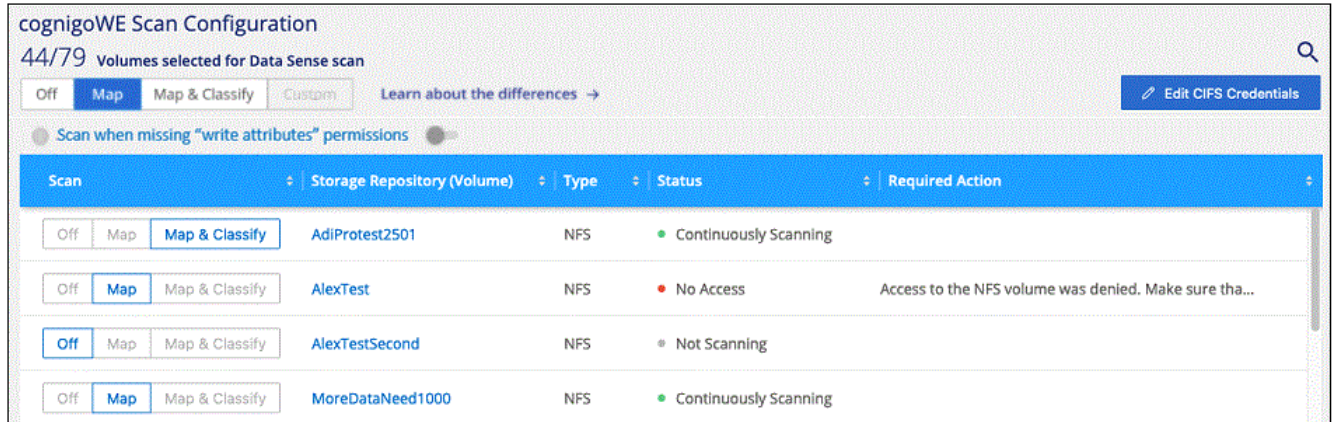 cognigoWE Scan Configuration
44/79 Volumes selected for Data Sense scan
Off Map Map & Classify Custom Learn about the differences → Edit CIFS Credentials
Scan when missing "write attributes" permissions
Scan Storage Repository (Volume) Type Status Required Action
Off Map Map & Classify AdiProtest2501 NFS Continuously Scanning
Off Map Map & Classify AlexTest NFS No Access Access to the NFS volume was denied. Make sure tha...
Off Map Map & Classify AlexTestSecond NFS Not Scanning
Off Map Map & Classify MoreDataNeed1000 NFS Continuously Scanning